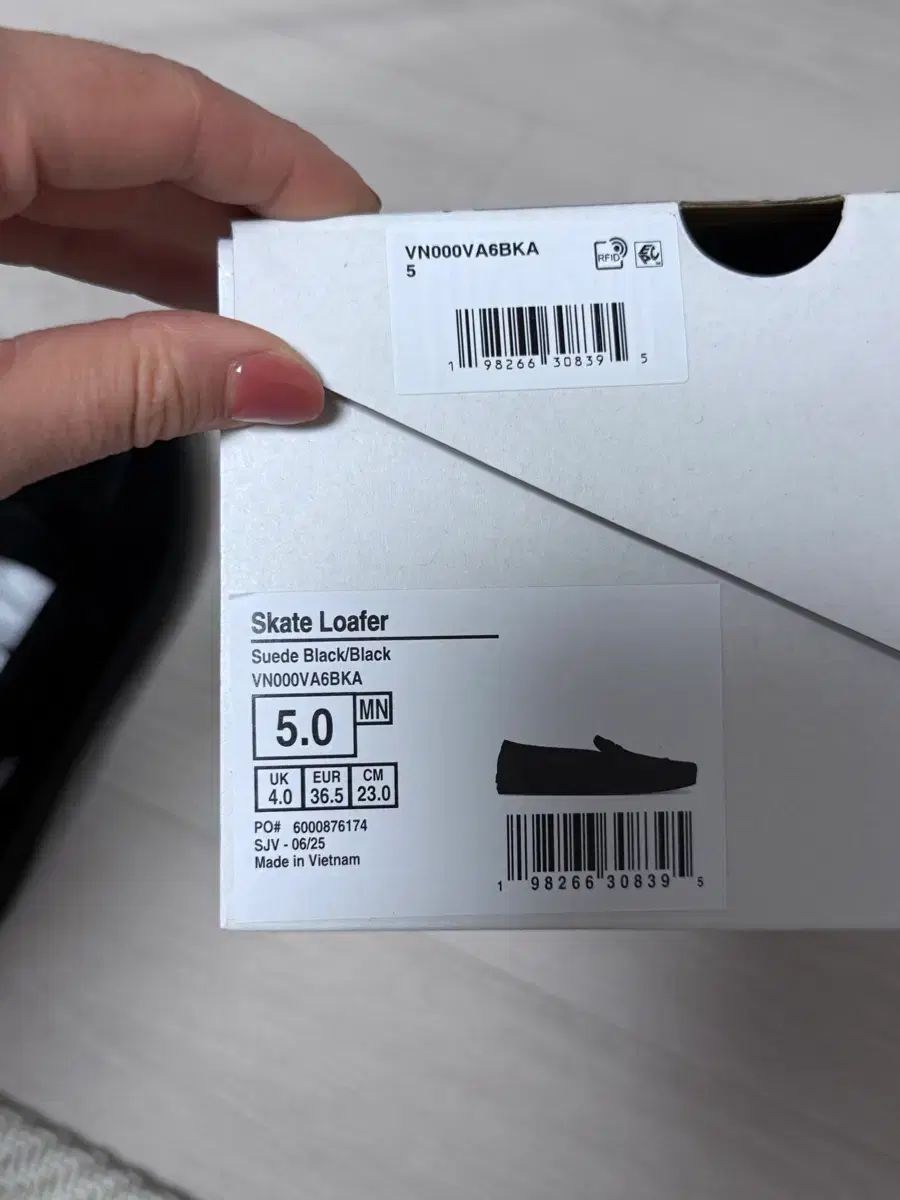 VN000VA6BKA
5
RFID
1 98266 30839 5
Skate Loafer
Suede Black/Black
VN000VA6BKA
5.0 MN
UK EUR CM
4.0 36.5 23.0
PO# 6000876174
SJV - 06/25
Made in Vietnam
1 98266 30839 5